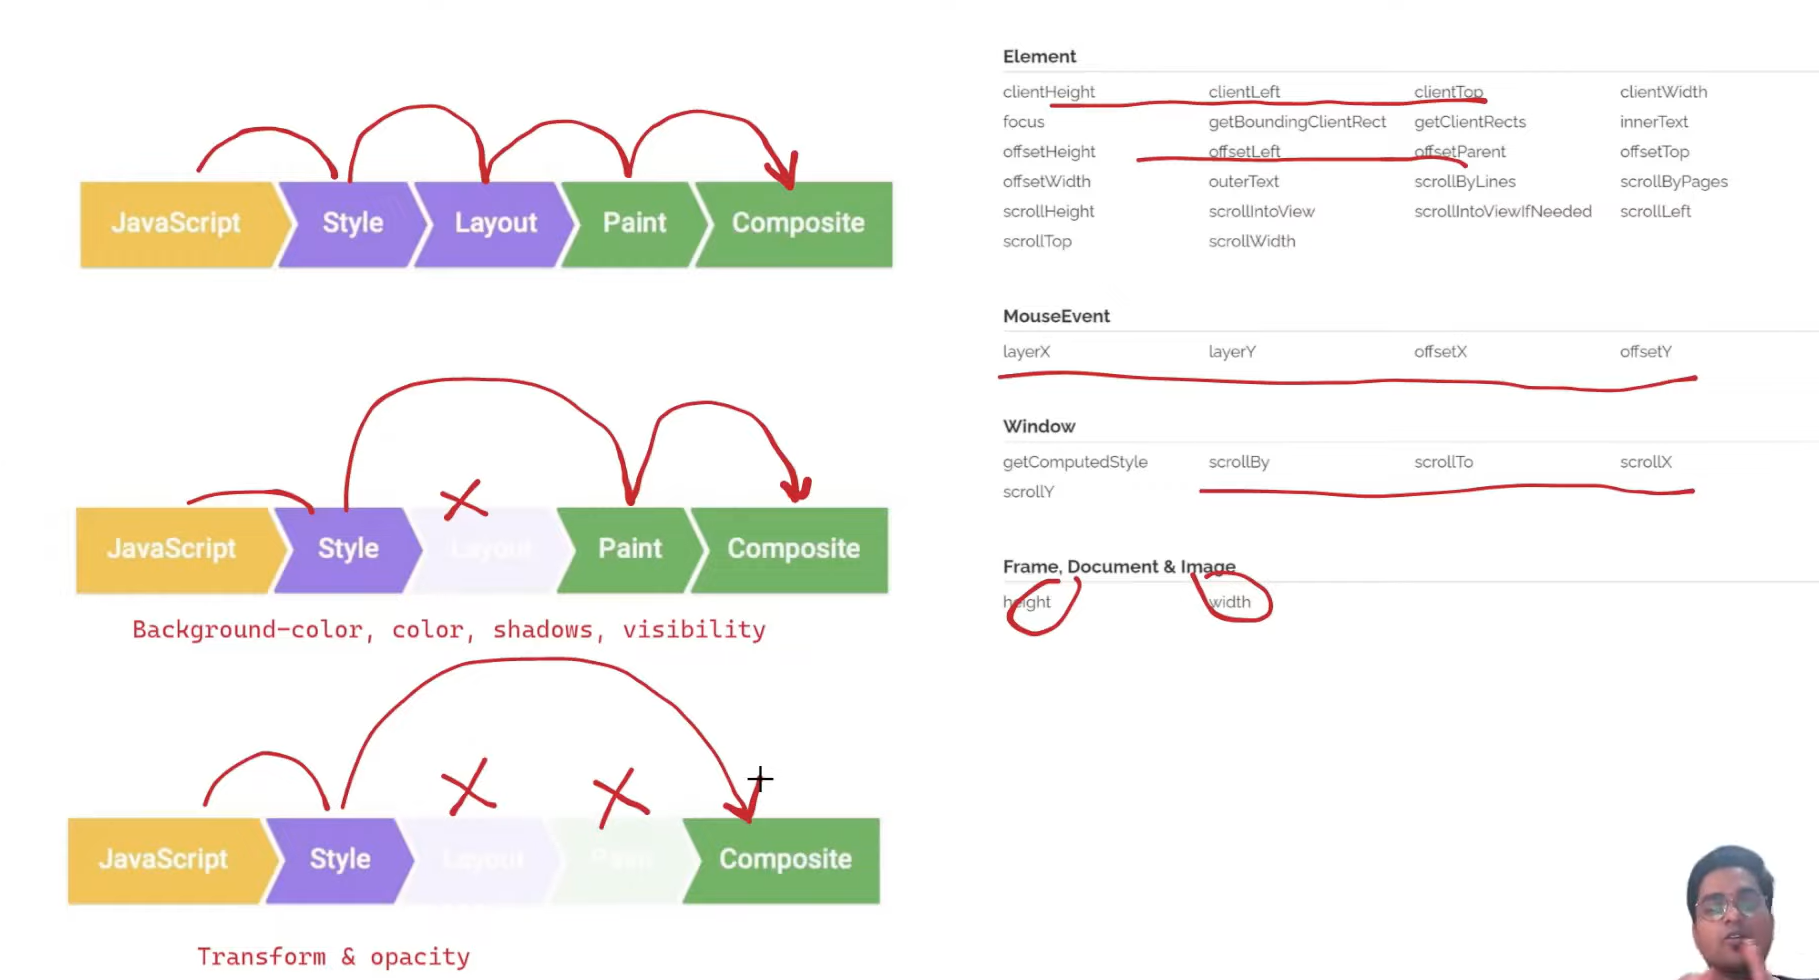 JavaScript Style Layout Paint Composite
JavaScript Style Layout Paint Composite
Background-color, color, shadows, visibility
JavaScript Style Layout Paint Composite
Transform & opacity
Element
clientHeight clientLeft clientTop clientWidth
focus getBoundingClientRect getClientRects innerText
offsetHeight offsetLeft offsetParent offsetTop
offsetWidth outerText scrollByLines scrollByPages
scrollHeight scrollIntoView scrollIntoViewIfNeeded scrollLeft
scrollTop scrollWidth
MouseEvent
layerX layerY offsetX offsetY
Window
getComputedStyle scrollBy scrollTo scrollX
scrollY
Frame, Document & Image
height width